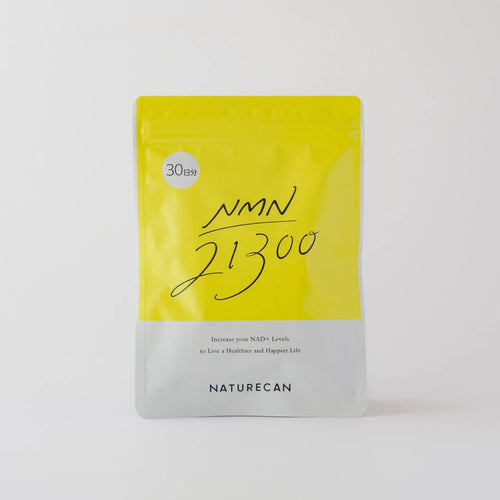 30日分
NMN
21300
Increase your NAD+ Levels
to Live a Healthier and Happier Life
NATURECAN